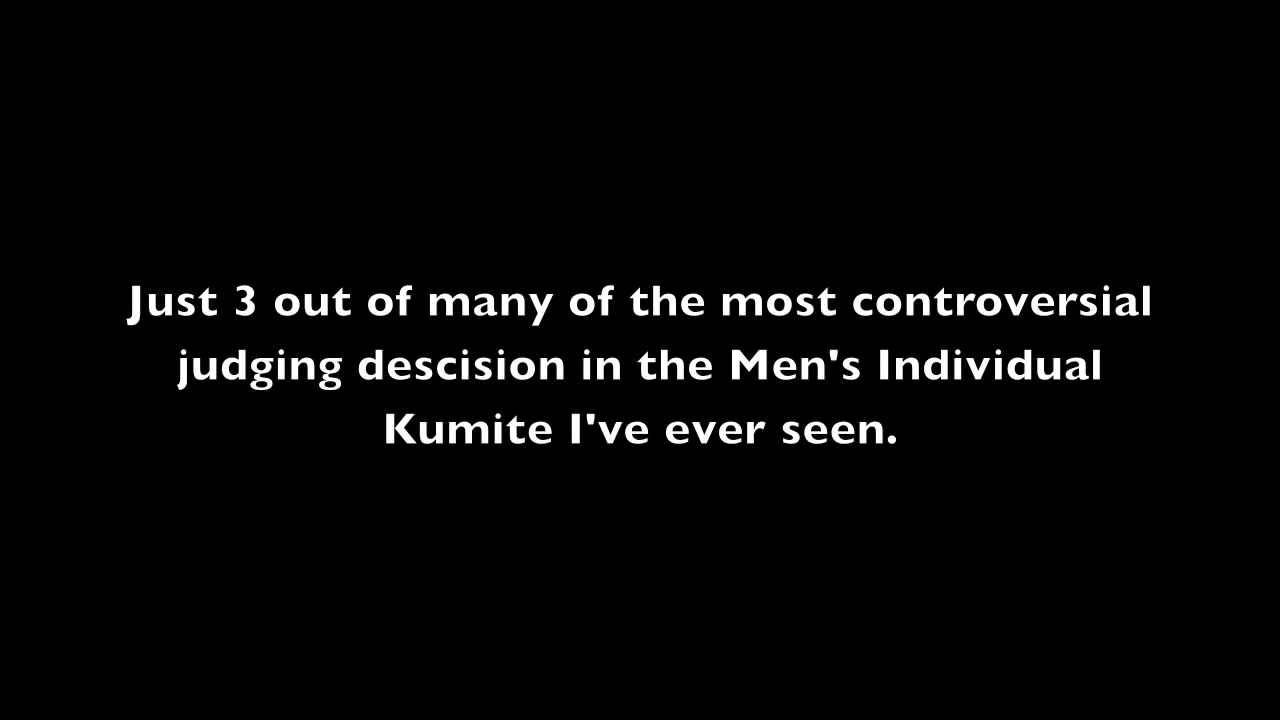 Just 3 out of many of the most controversial
judging descision in the Men's Individual
Kumite I've ever seen.